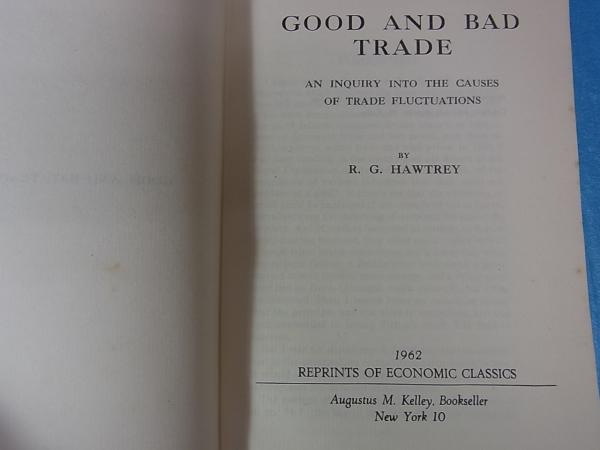 GOOD AND BAD
TRADE
AN INQUIRY INTO THE CAUSES
OF TRADE FLUCTUATIONS
BY
R. G. HAWTREY
1962
REPRINTS OF ECONOMIC CLASSICS
Augustus M. Kelley, Bookseller
New York 10